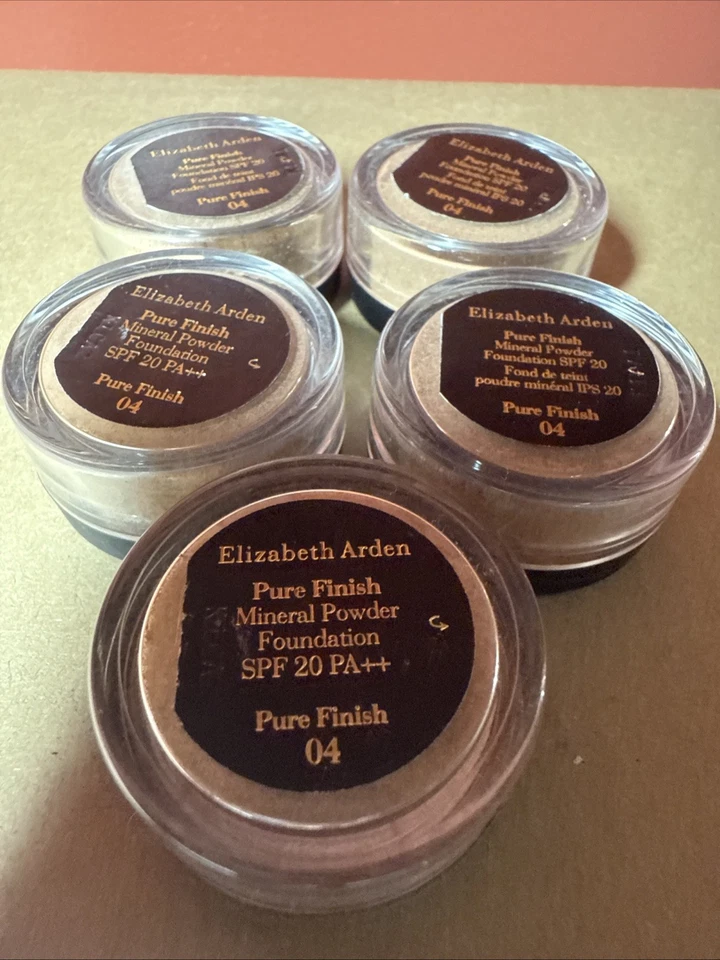 Elizabeth Arden
Pure Finish
Mineral Powder
Foundation SPF 20
Fond de teint
poudre minéral IPS 20
Pure Finish
04
Elizabeth Arden
Pure Finish
Mineral Powder
Foundation SPF 20
Fond de teint
poudre minéral IPS 20
Pure Finish
04
Elizabeth Arden
Pure Finish
Mineral Powder
Foundation
SPF 20 PA++
Pure Finish
04
Elizabeth Arden
Pure Finish
Mineral Powder
Foundation SPF 20
Fond de teint
poudre minéral IPS 20
Pure Finish
04
Elizabeth Arden
Pure Finish
Mineral Powder
Foundation
SPF 20 PA++
Pure Finish
04